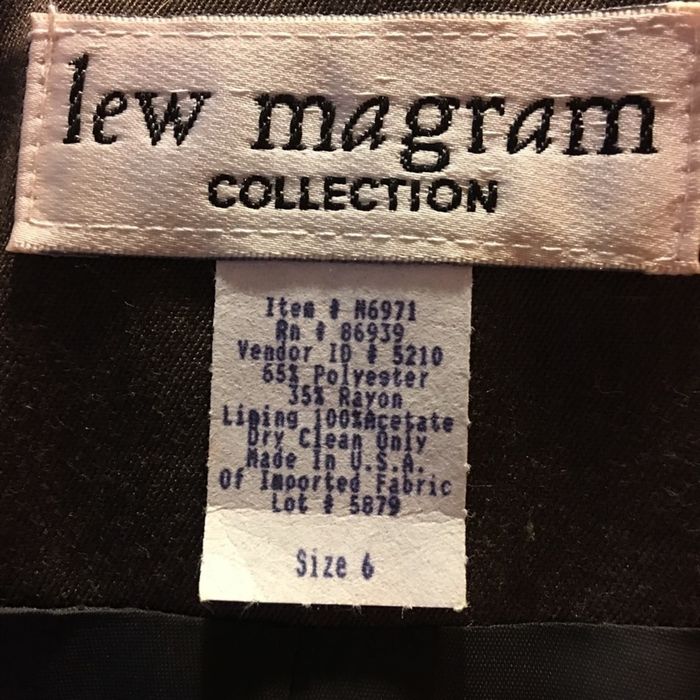 lew magram
COLLECTION
Item # N6971
Rn # 86939
Vendor ID # 5210
65% Polyester
35% Rayon
Lining 100%Acetate
Dry Clean Only
Made In U.S.A.
Of Imported Fabric
Lot # 5879
Size 6